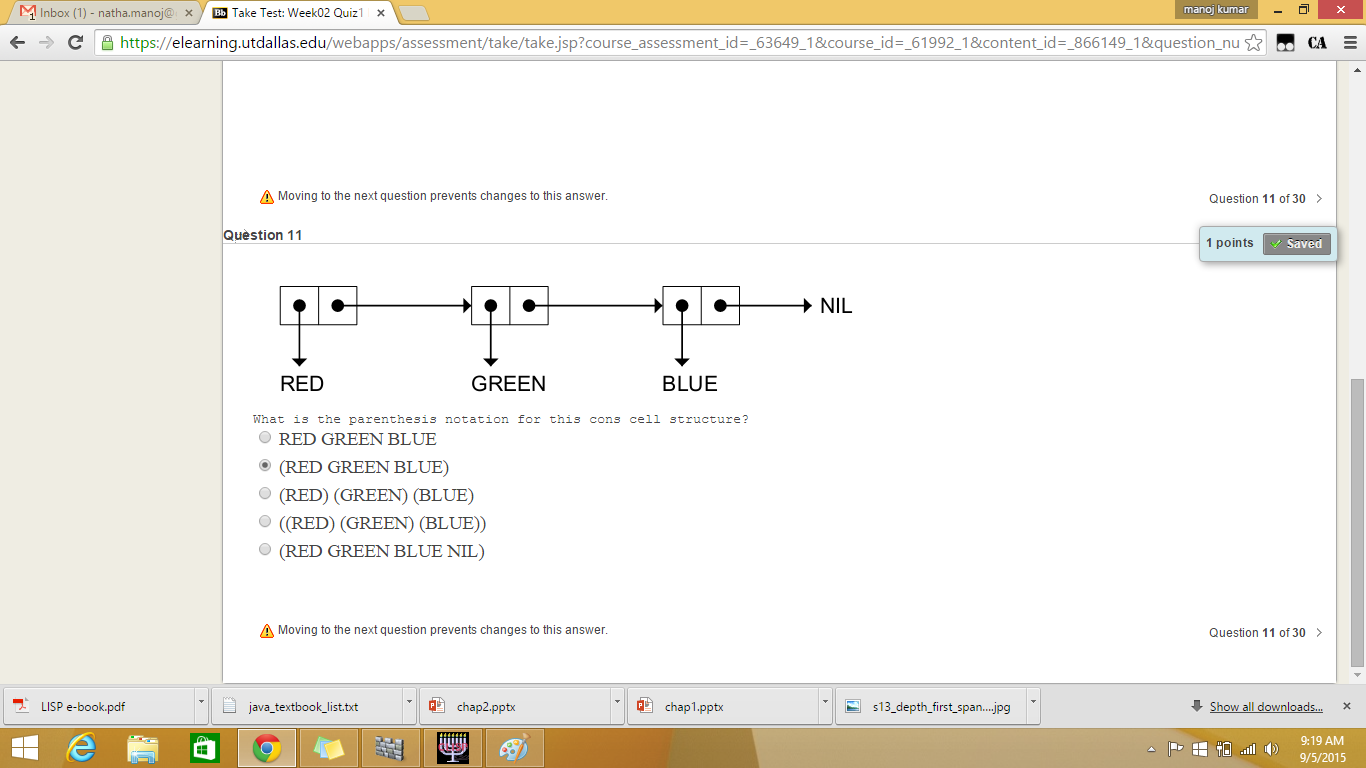 Inbox (1) - natha.manoj@
Bb Take Test: Week02 Quiz1
manoj kumar
https://elearning.utdallas.edu/webapps/assessment/take/take.jsp?course_assessment_id=_63649_1&course_id=_61992_1&content_id=_866149_1&question_nu
CA
Moving to the next question prevents changes to this answer.
Question 11 of 30
Question 11
1 points
Saved
NIL
RED GREEN BLUE
What is the parenthesis notation for this cons cell structure?
RED GREEN BLUE
(RED GREEN BLUE)
(RED) (GREEN) (BLUE)
((RED) (GREEN) (BLUE))
(RED GREEN BLUE NIL)
Moving to the next question prevents changes to this answer.
Question 11 of 30
LISP e-book.pdf
java_textbook_list.txt
chap2.pptx
chap1.pptx
s13_depth_first_span....jpg
Show all downloads...
9:19 AM
9/5/2015